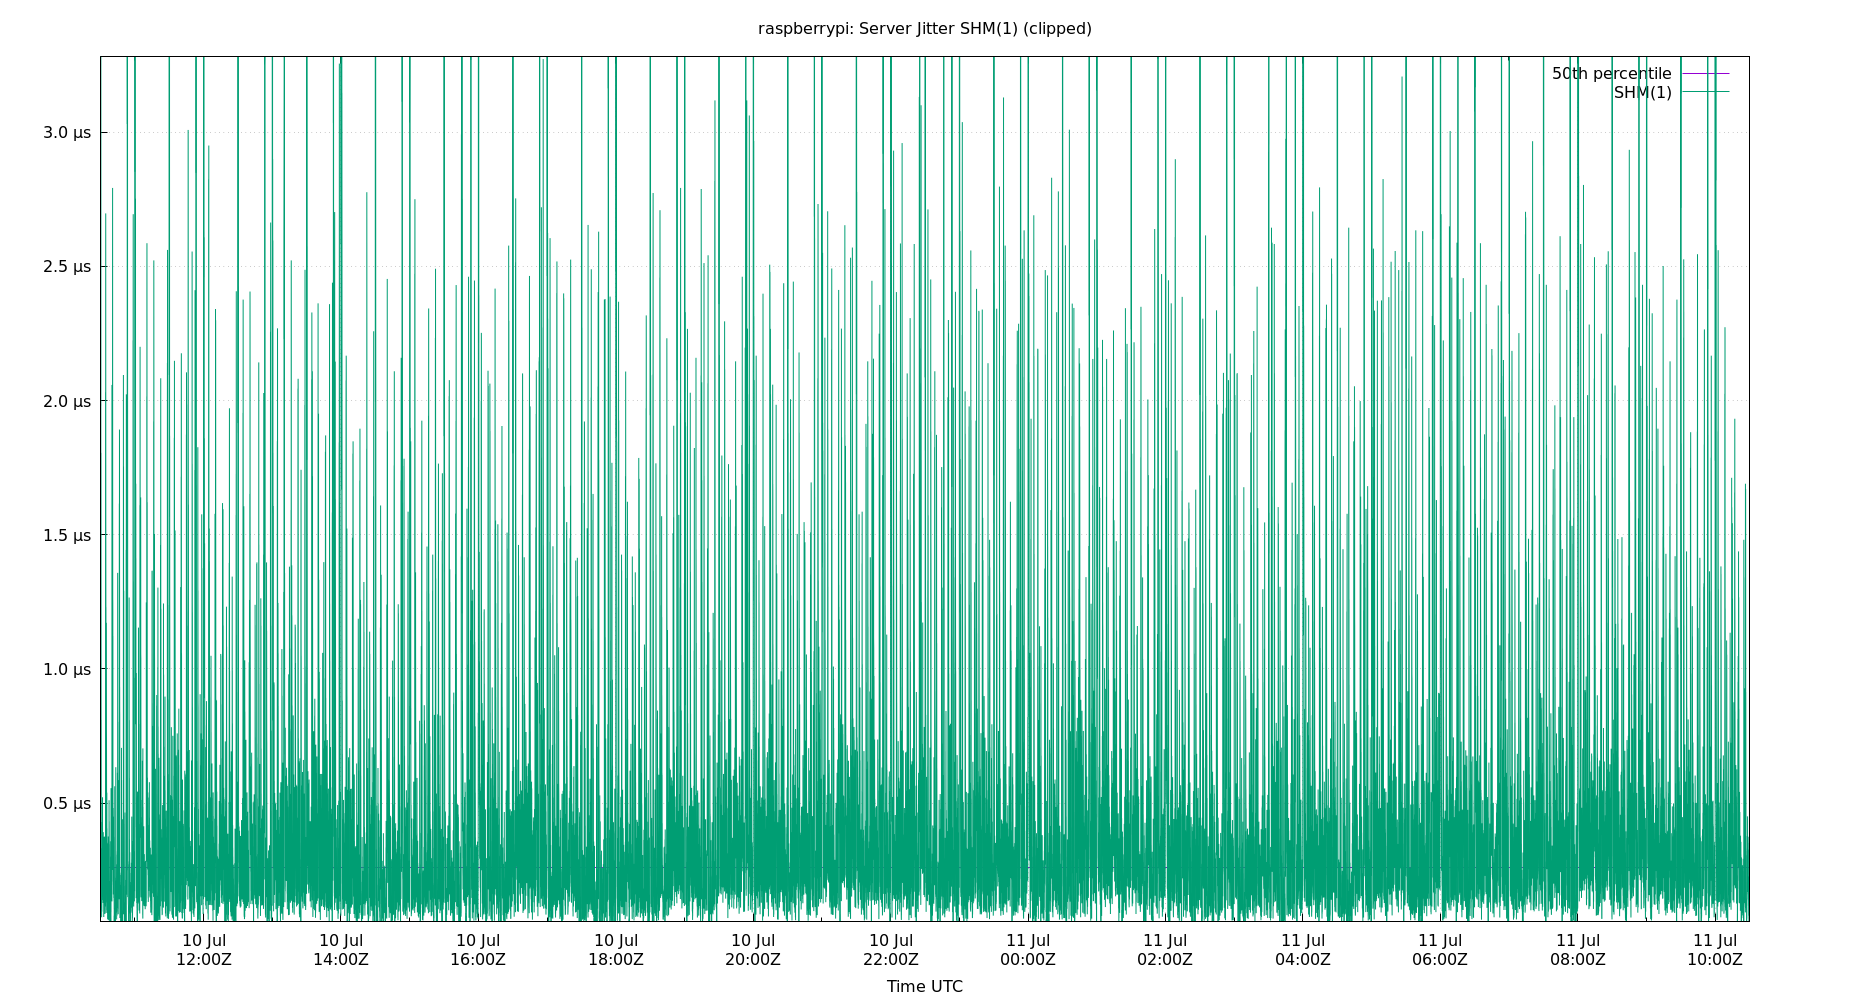 raspberrypi: Server Jitter SHM(1) (clipped)
50th percentile
SHM(1)
3.0 µs
2.5 µs
2.0 µs
1.5 µs
1.0 µs
0.5 µs
10 Jul 10 Jul 10 Jul 10 Jul 10 Jul 10 Jul 11 Jul 11 Jul 11 Jul 11 Jul 11 Jul 11 Jul
12:00Z 14:00Z 16:00Z 18:00Z 20:00Z 22:00Z 00:00Z 02:00Z 04:00Z 06:00Z 08:00Z 10:00Z
Time UTC